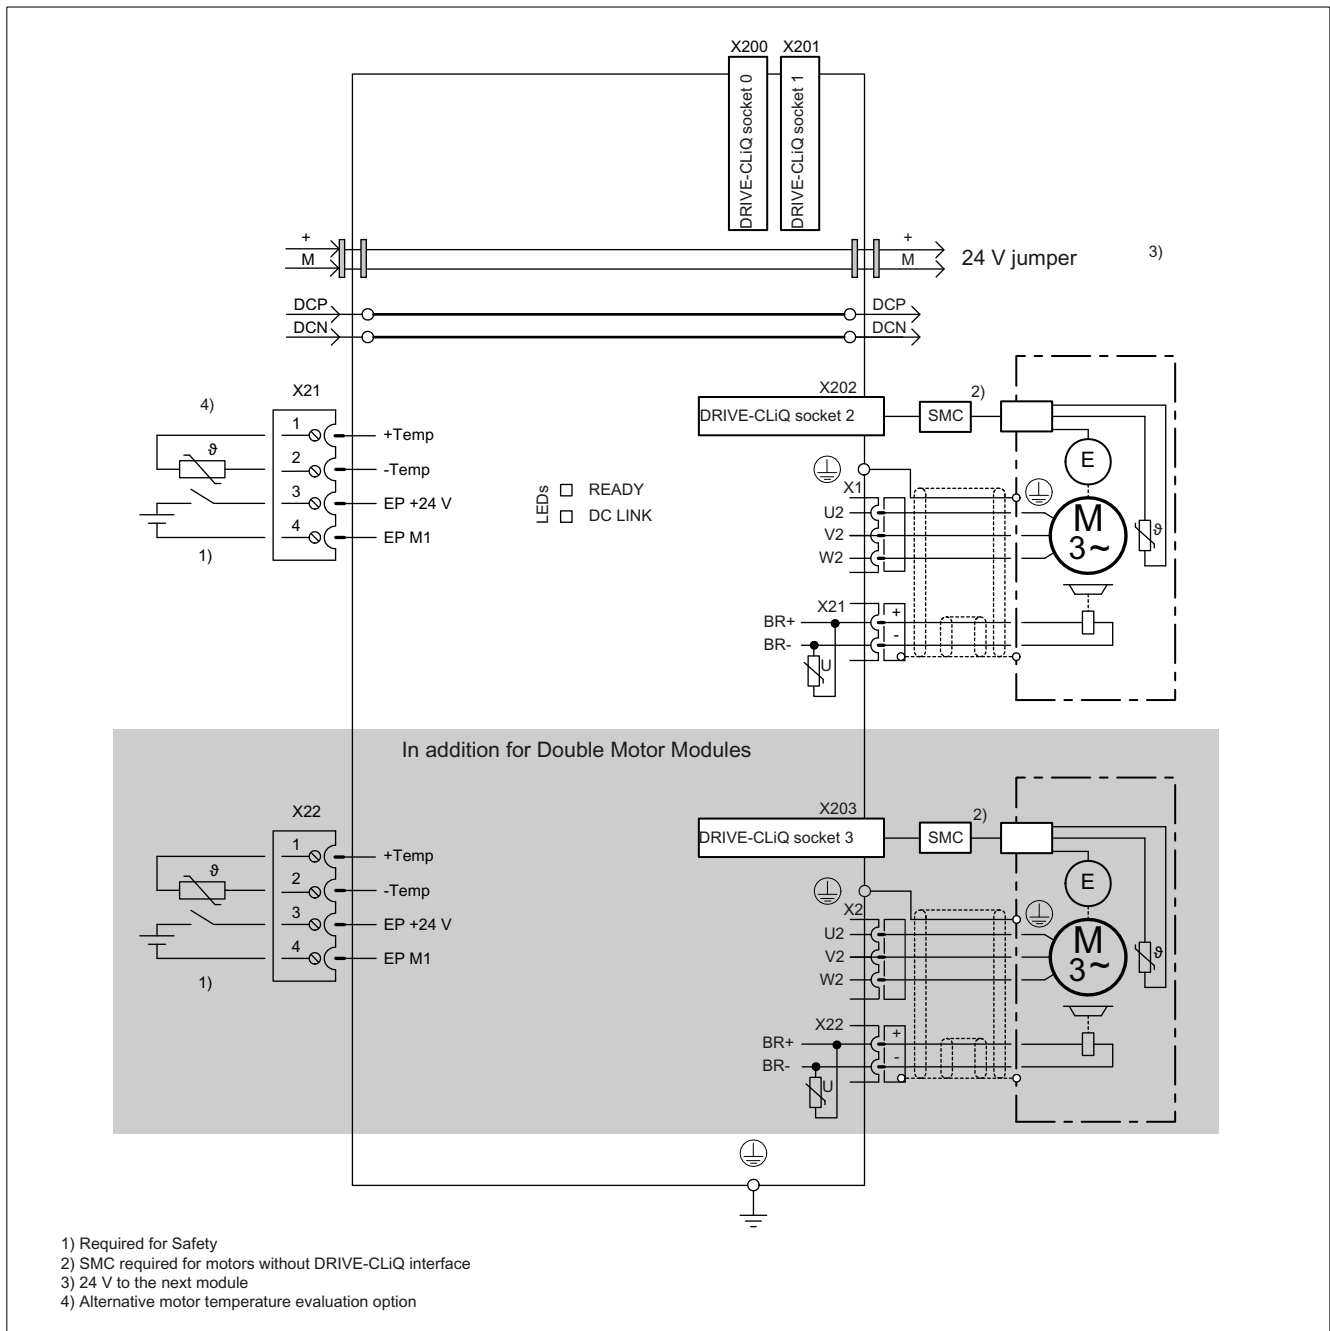 X200 X201
DRIVE-CLiQ socket 0
DRIVE-CLiQ socket 1
+ +
M M
24 V jumper 3)
DCP DCP
DCN DCN
X21
4)
1 +Temp
ϑ
2 -Temp
3 EP +24 V
4 EP M1
1)
LEDs
READY
DC LINK
X202
DRIVE-CLiQ socket 2
SMC
2)
E
X1
U2
V2
W2
M
3~
ϑ
X21
BR+ +
BR- -
U
In addition for Double Motor Modules
X22
1 +Temp
ϑ
2 -Temp
3 EP +24 V
4 EP M1
1)
X203
DRIVE-CLiQ socket 3
SMC
2)
E
X2
U2
V2
W2
M
3~
ϑ
X22
BR+ +
BR- -
U
1) Required for Safety
2) SMC required for motors without DRIVE-CLiQ interface
3) 24 V to the next module
4) Alternative motor temperature evaluation option